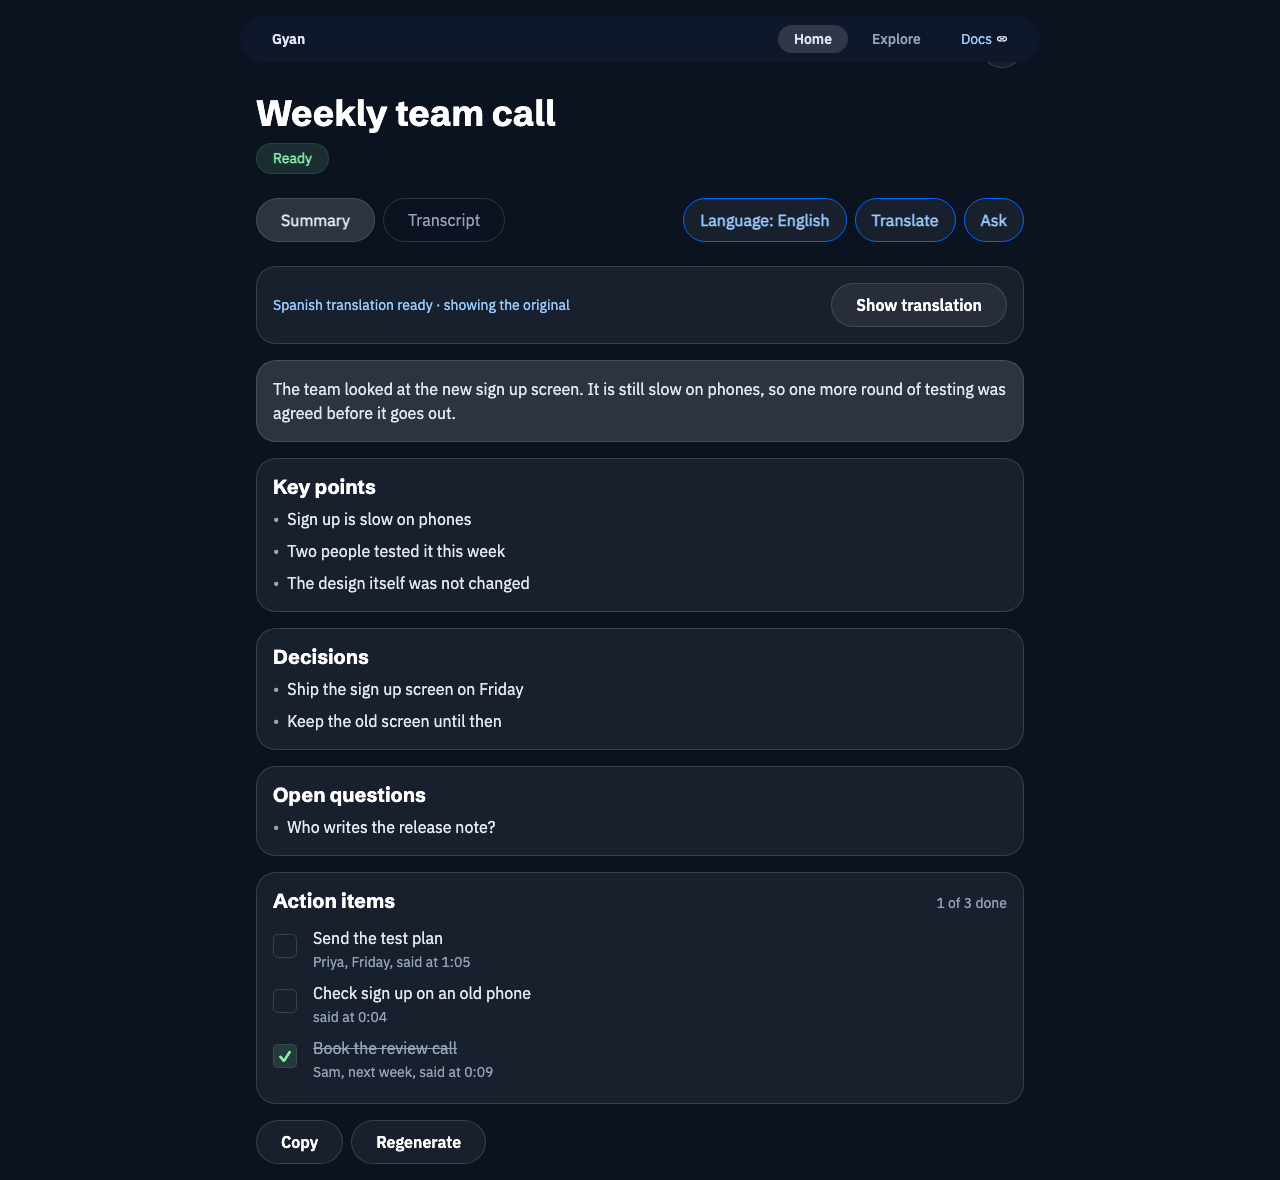 Gyan
Home
Explore
Docs
Weekly team call
Ready
Summary
Transcript
Language: English
Translate
Ask
Spanish translation ready · showing the original
Show translation
The team looked at the new sign up screen. It is still slow on phones, so one more round of testing was
agreed before it goes out.
Key points
• Sign up is slow on phones
• Two people tested it this week
• The design itself was not changed
Decisions
• Ship the sign up screen on Friday
• Keep the old screen until then
Open questions
• Who writes the release note?
Action items
1 of 3 done
Send the test plan
Priya, Friday, said at 1:05
Check sign up on an old phone
said at 0:04
Book the review call
Sam, next week, said at 0:09
Copy
Regenerate